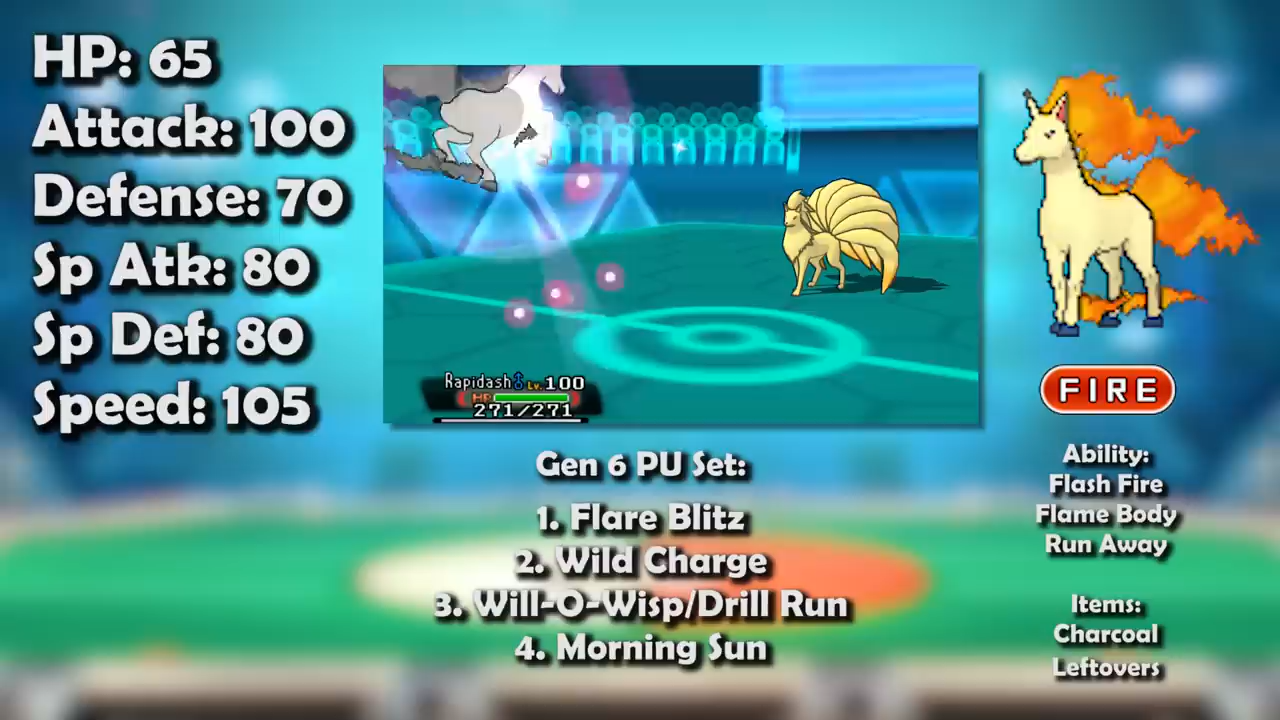 HP: 65
Attack: 100
Defense: 70
Sp Atk: 80
Sp Def: 80
Speed: 105
Rapidash♂ Lv.100
HP
271/271
Gen 6 PU Set:
1. Flare Blitz
2. Wild Charge
3. Will-O-Wisp/Drill Run
4. Morning Sun
FIRE
Ability:
Flash Fire
Flame Body
Run Away
Items:
Charcoal
Leftovers